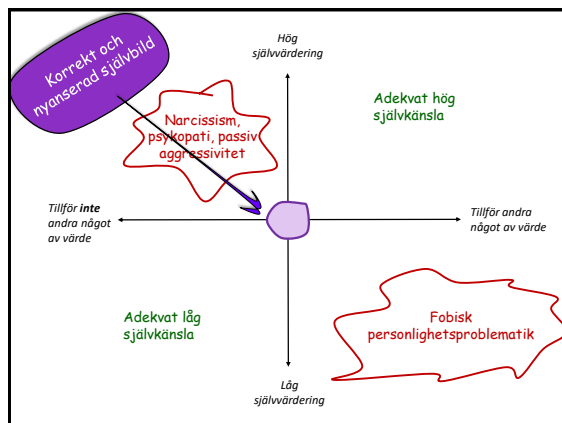 Korrekt och
nyanserad självbild
Hög
självvärdering
Adekvat hög
självkänsla
Narcissism,
psykopati, passiv
aggressivitet
Tillför inte
andra något
av värde
Tillför andra
något av värde
Adekvat låg
självkänsla
Fobisk
personlighetsproblematik
Låg
självvärdering